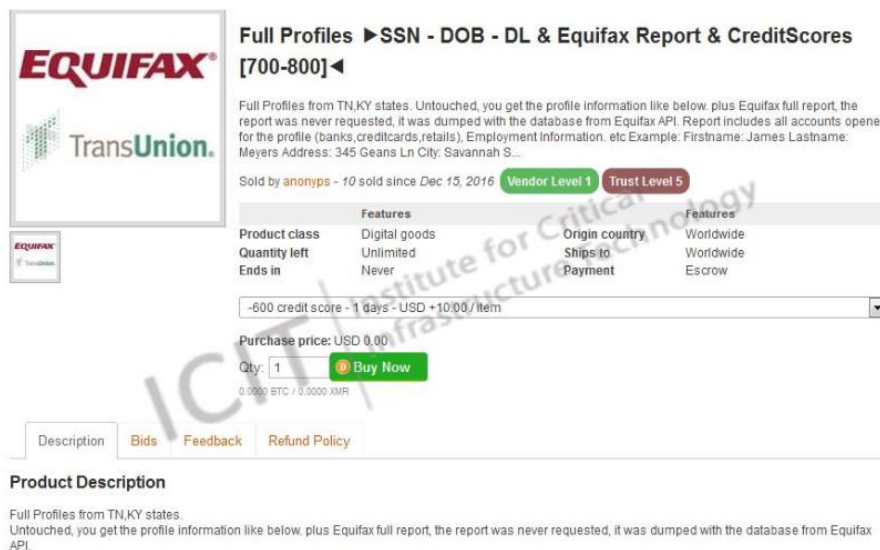 EQUIFAX®
TransUnion.
EQUIFAX
TransUnion.
Full Profiles ►SSN - DOB - DL & Equifax Report & CreditScores
[700-800]◄
Full Profiles from TN,KY states. Untouched, you get the profile information like below. plus Equifax full report, the
report was never requested, it was dumped with the database from Equifax API. Report includes all accounts opene
for the profile (banks,creditcards,retails), Employment Information. etc Example: Firstname: James Lastname:
Meyers Address: 345 Geans Ln City: Savannah S...
Sold by anonyps - 10 sold since Dec 15, 2016 Vendor Level 1 Trust Level 5
Features Features
Product class Digital goods Origin country Worldwide
Quantity left Unlimited Ships to Worldwide
Ends in Never Payment Escrow
-600 credit score - 1 days - USD +10.00 / item
Purchase price: USD 0.00
Qty: 1 Buy Now
0.0000 BTC / 0.0000 XMR
ICIT Institute for Critical
Infrastructure Technology
Description Bids Feedback Refund Policy
Product Description
Full Profiles from TN,KY states.
Untouched, you get the profile information like below. plus Equifax full report, the report was never requested, it was dumped with the database from Equifax
API.